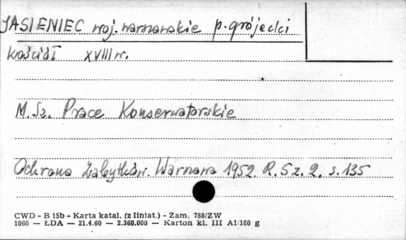 JASIENIEC woj. warszawskie p. grójecki
kościół XVIII w.
M.Sz. Prace Konserwatorskie
Ochrona Zabytków. Warszawa 1952. R. 5 z. 2. s. 135
CWD - B 15b - Karta katal. (z liniat.) - Zam. 788/ZW
1060 — ŁDA — 21.4.60 — 2.360.000 — Karton kl. III A1/160 g